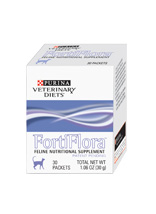 PURINA
VETERINARY
DIETS
FortiFlora
FELINE NUTRITIONAL SUPPLEMENT
30
PACKETS
TOTAL NET WT.
1.06 OZ (30 g)